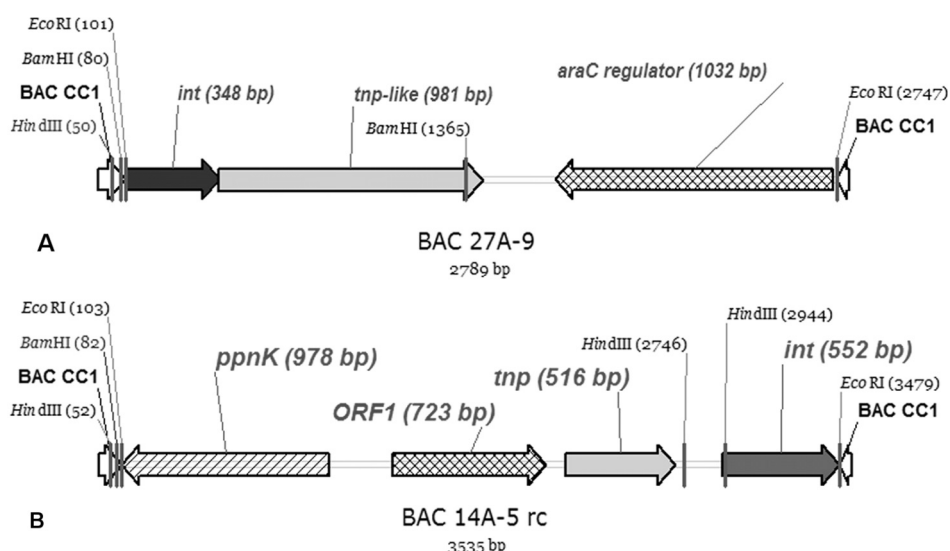 EcoRI (101)
BamHI (80)
BAC CC1
HindIII (50)
int (348 bp)
tnp-like (981 bp)
BamHI (1365)
araC regulator (1032 bp)
EcoRI (2747)
BAC CC1
A
BAC 27A-9
2789 bp
EcoRI (103)
BamHI (82)
BAC CC1
HindIII (52)
ppnK (978 bp)
ORF1 (723 bp)
tnp (516 bp)
HindIII (2746)
HindIII (2944)
int (552 bp)
EcoRI (3479)
BAC CC1
B
BAC 14A-5 rc
3535 bp